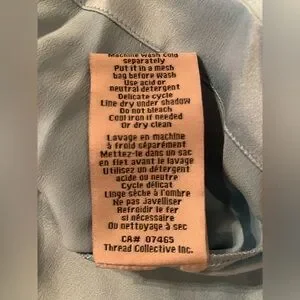 Machine wash cold
separately
Put it in a mesh
bag before wash
Use acid or
neutral detergent
Delicate cycle
Line dry under shadow
Do not bleach
Cool iron if needed
Or dry clean
Lavage en machine
à froid séparément
Mettez-le dans un sac
en filet avant le lavage
Utilisez un détergent
acide ou neutre
Cycle délicat
Linge sèche à l'ombre
Ne pas Javelliser
Refroidir le fer
si nécessaire
Ou nettoyage à sec
CA# 07465
Thread Collective Inc.